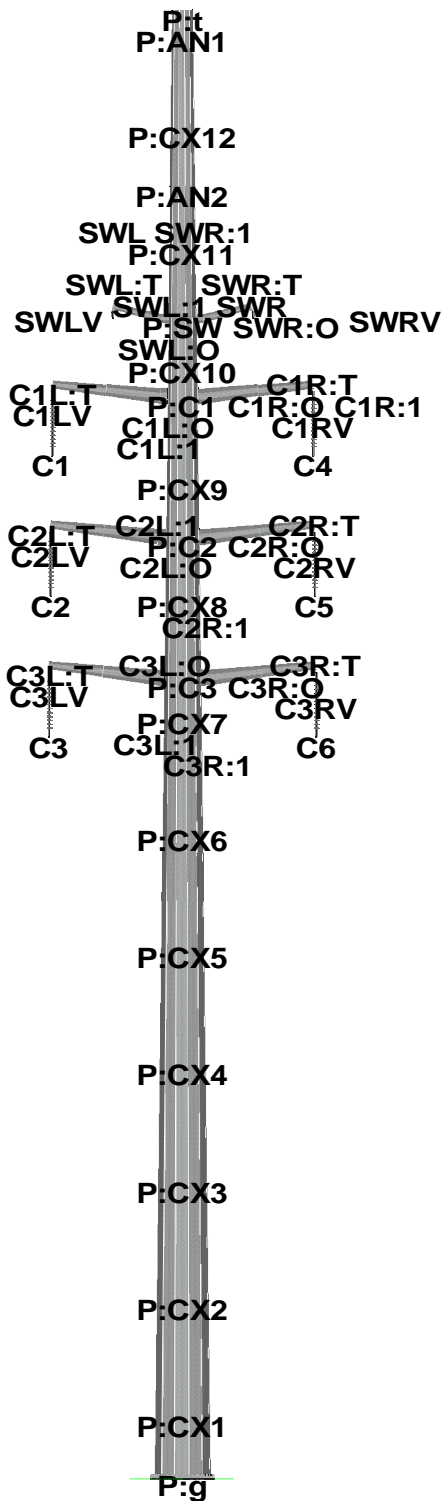 P:t
P:AN1
P:CX12
P:AN2
SWL SWR:1
P:CX11
SWL:T SWR:T
SWL:1 SWR
SWLV P:SW SWR:O SWRV
SWL:O
P:CX10
C1L:T C1R:T
C1LV P:C1 C1R:O C1R:1
C1L:O C1RV
C1L:1
C1 C4
P:CX9
C2L:T C2L:1 C2R:T
C2LV P:C2 C2R:O
C2L:O C2RV
C2 P:CX8 C5
C2R:1
C3L:T C3L:O C3R:T
C3LV P:C3 C3R:O
C3RV
P:CX7
C3 C3L:1 C6
C3R:1
P:CX6
P:CX5
P:CX4
P:CX3
P:CX2
P:CX1
P:g